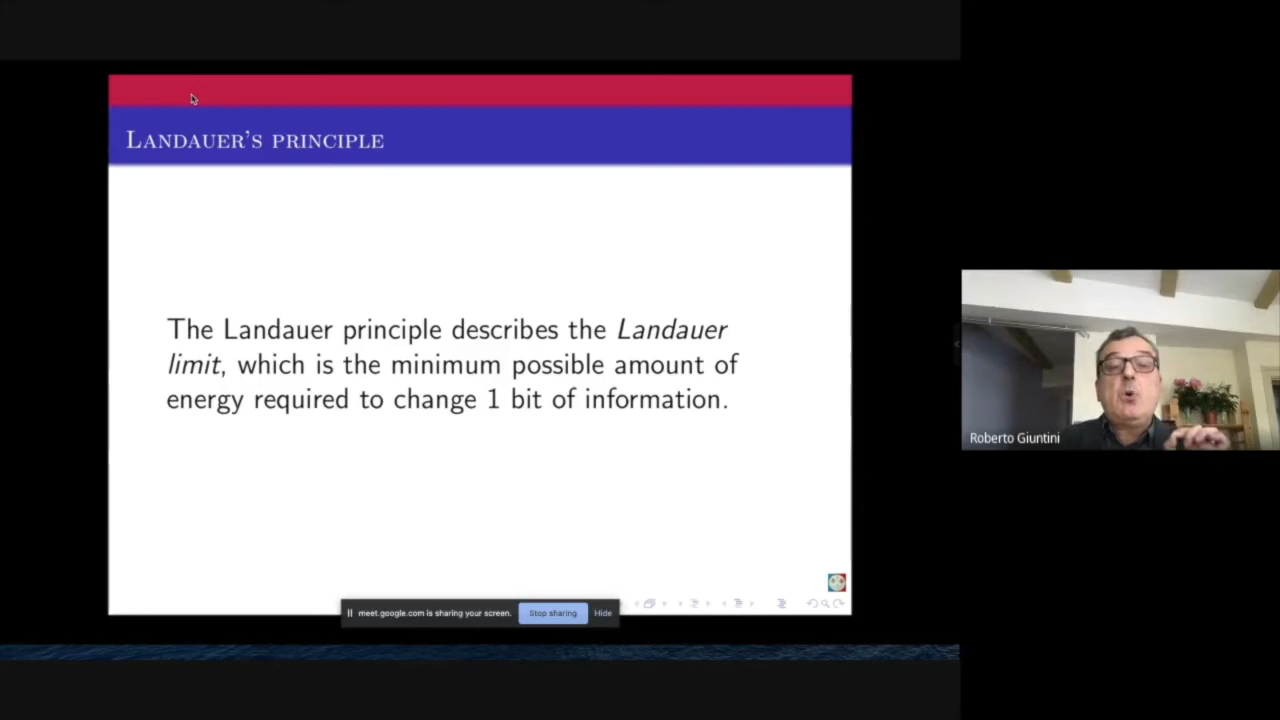 LANDAUER'S PRINCIPLE
The Landauer principle describes the Landauer
limit, which is the minimum possible amount of
energy required to change 1 bit of information.
Roberto Giuntini
meet.google.com is sharing your screen. Stop sharing Hide